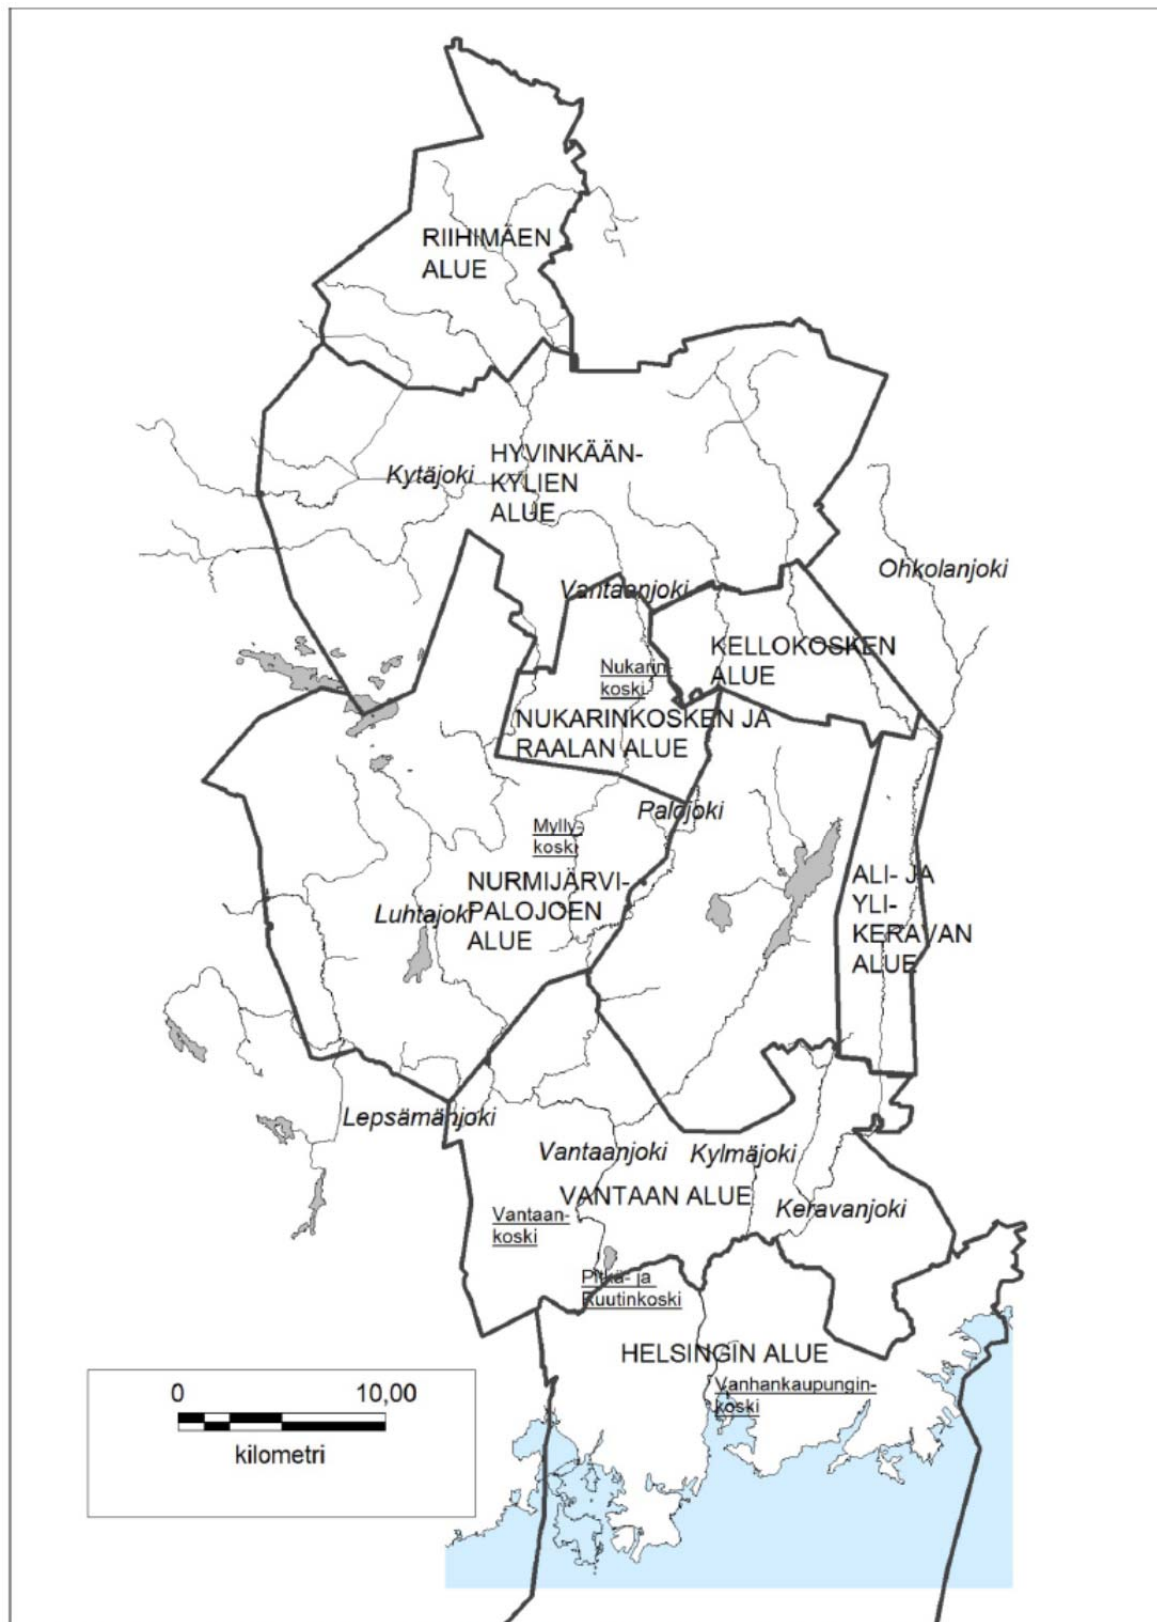 RIIHIMÄEN
ALUE
HYVINKÄÄN-
KYLIEN
ALUE
Kytäjoki
Ohkolanjoki
Vantaanjoki
KELLOKOSKEN
ALUE
Nukarin-
koski
NUKARINKOSKEN JA
RAALAN ALUE
Palojoki
Mylly-
koski
NURMIJÄRVI-
PALOJOEN
ALUE
Luhtajoki
ALI- JA
YLI-
KERAVAN
ALUE
Lepsämänjoki
Vantaanjoki
Kylmäjoki
VANTAAN ALUE
Keravanjoki
Vantaan-
koski
Pitkä- ja
Ruutinkoski
HELSINGIN ALUE
Vanhankaupungin-
koski
0 10,00
kilometri